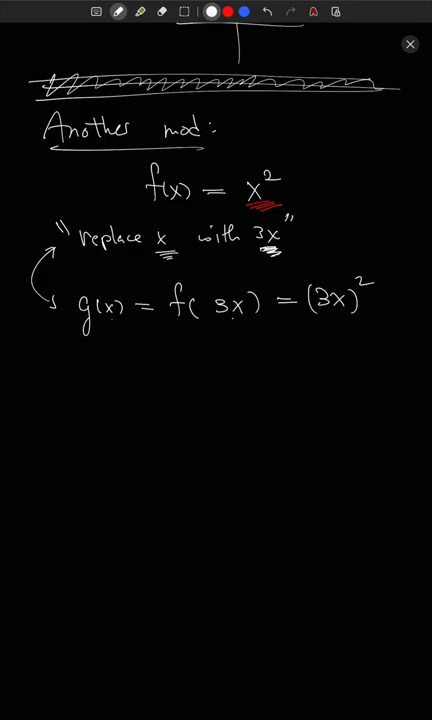 Another mod:
f(x) = x²
"replace x with 3x"
g(x) = f( 3x) = (3x)²